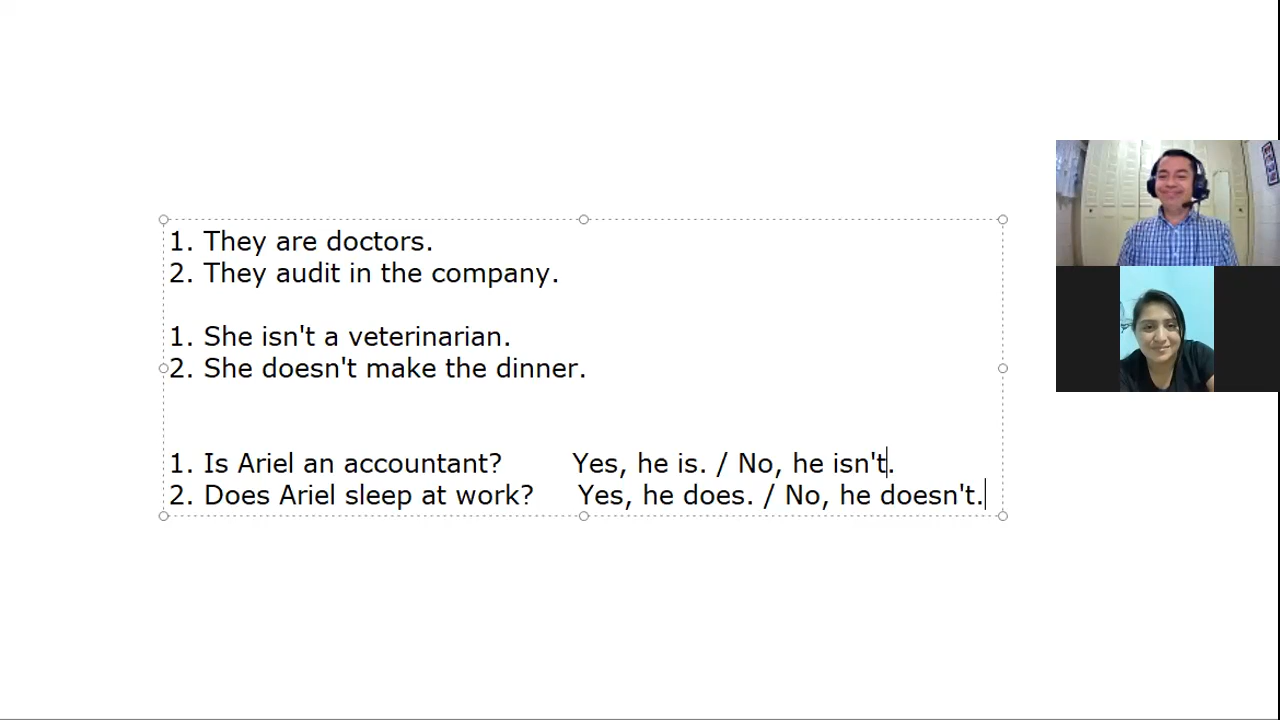 1. They are doctors.
2. They audit in the company.
1. She isn't a veterinarian.
2. She doesn't make the dinner.
1. Is Ariel an accountant? Yes, he is. / No, he isn't.
2. Does Ariel sleep at work? Yes, he does. / No, he doesn't.